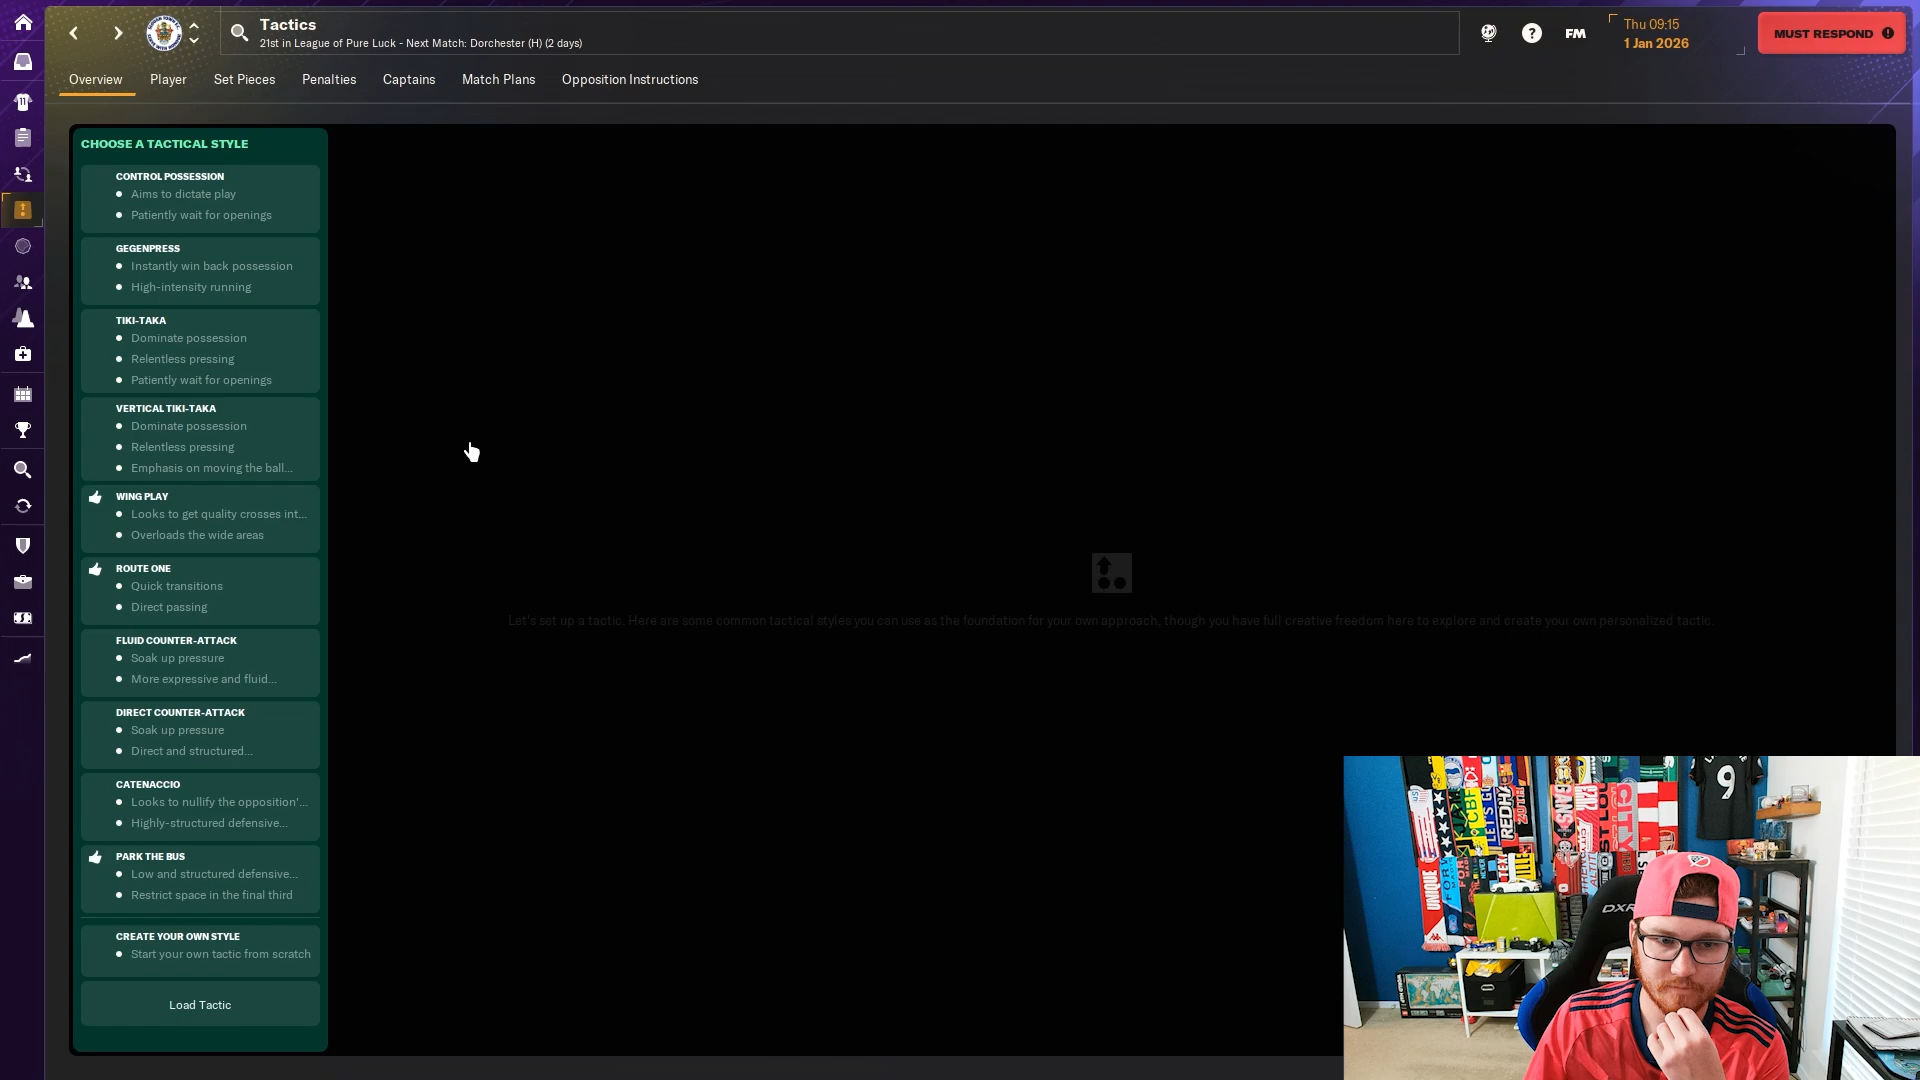 Tactics
21st in League of Pure Luck - Next Match: Dorchester (H) (2 days)
FM
Thu 09:15
1 Jan 2026
MUST RESPOND
Overview
Player
Set Pieces
Penalties
Captains
Match Plans
Opposition Instructions
CHOOSE A TACTICAL STYLE
CONTROL POSSESSION
Aims to dictate play
Patiently wait for openings
GEGENPRESS
Instantly win back possession
High-intensity running
TIKI-TAKA
Dominate possession
Relentless pressing
Patiently wait for openings
VERTICAL TIKI-TAKA
Dominate possession
Relentless pressing
Emphasis on moving the ball...
WING PLAY
Looks to get quality crosses int...
Overloads the wide areas
ROUTE ONE
Quick transitions
Direct passing
FLUID COUNTER-ATTACK
Soak up pressure
More expressive and fluid...
DIRECT COUNTER-ATTACK
Soak up pressure
Direct and structured...
CATENACCIO
Looks to nullify the opposition'...
Highly-structured defensive...
PARK THE BUS
Low and structured defensive...
Restrict space in the final third
CREATE YOUR OWN STYLE
Start your own tactic from scratch
Load Tactic
Let's set up a tactic. Here are some common tactical styles you can use as the foundation for your own approach, though you have full creative freedom here to explore and create your own personalized tactic.
9
CBF
LET'S G
REDHA
CITY
UNIQUE
DXR